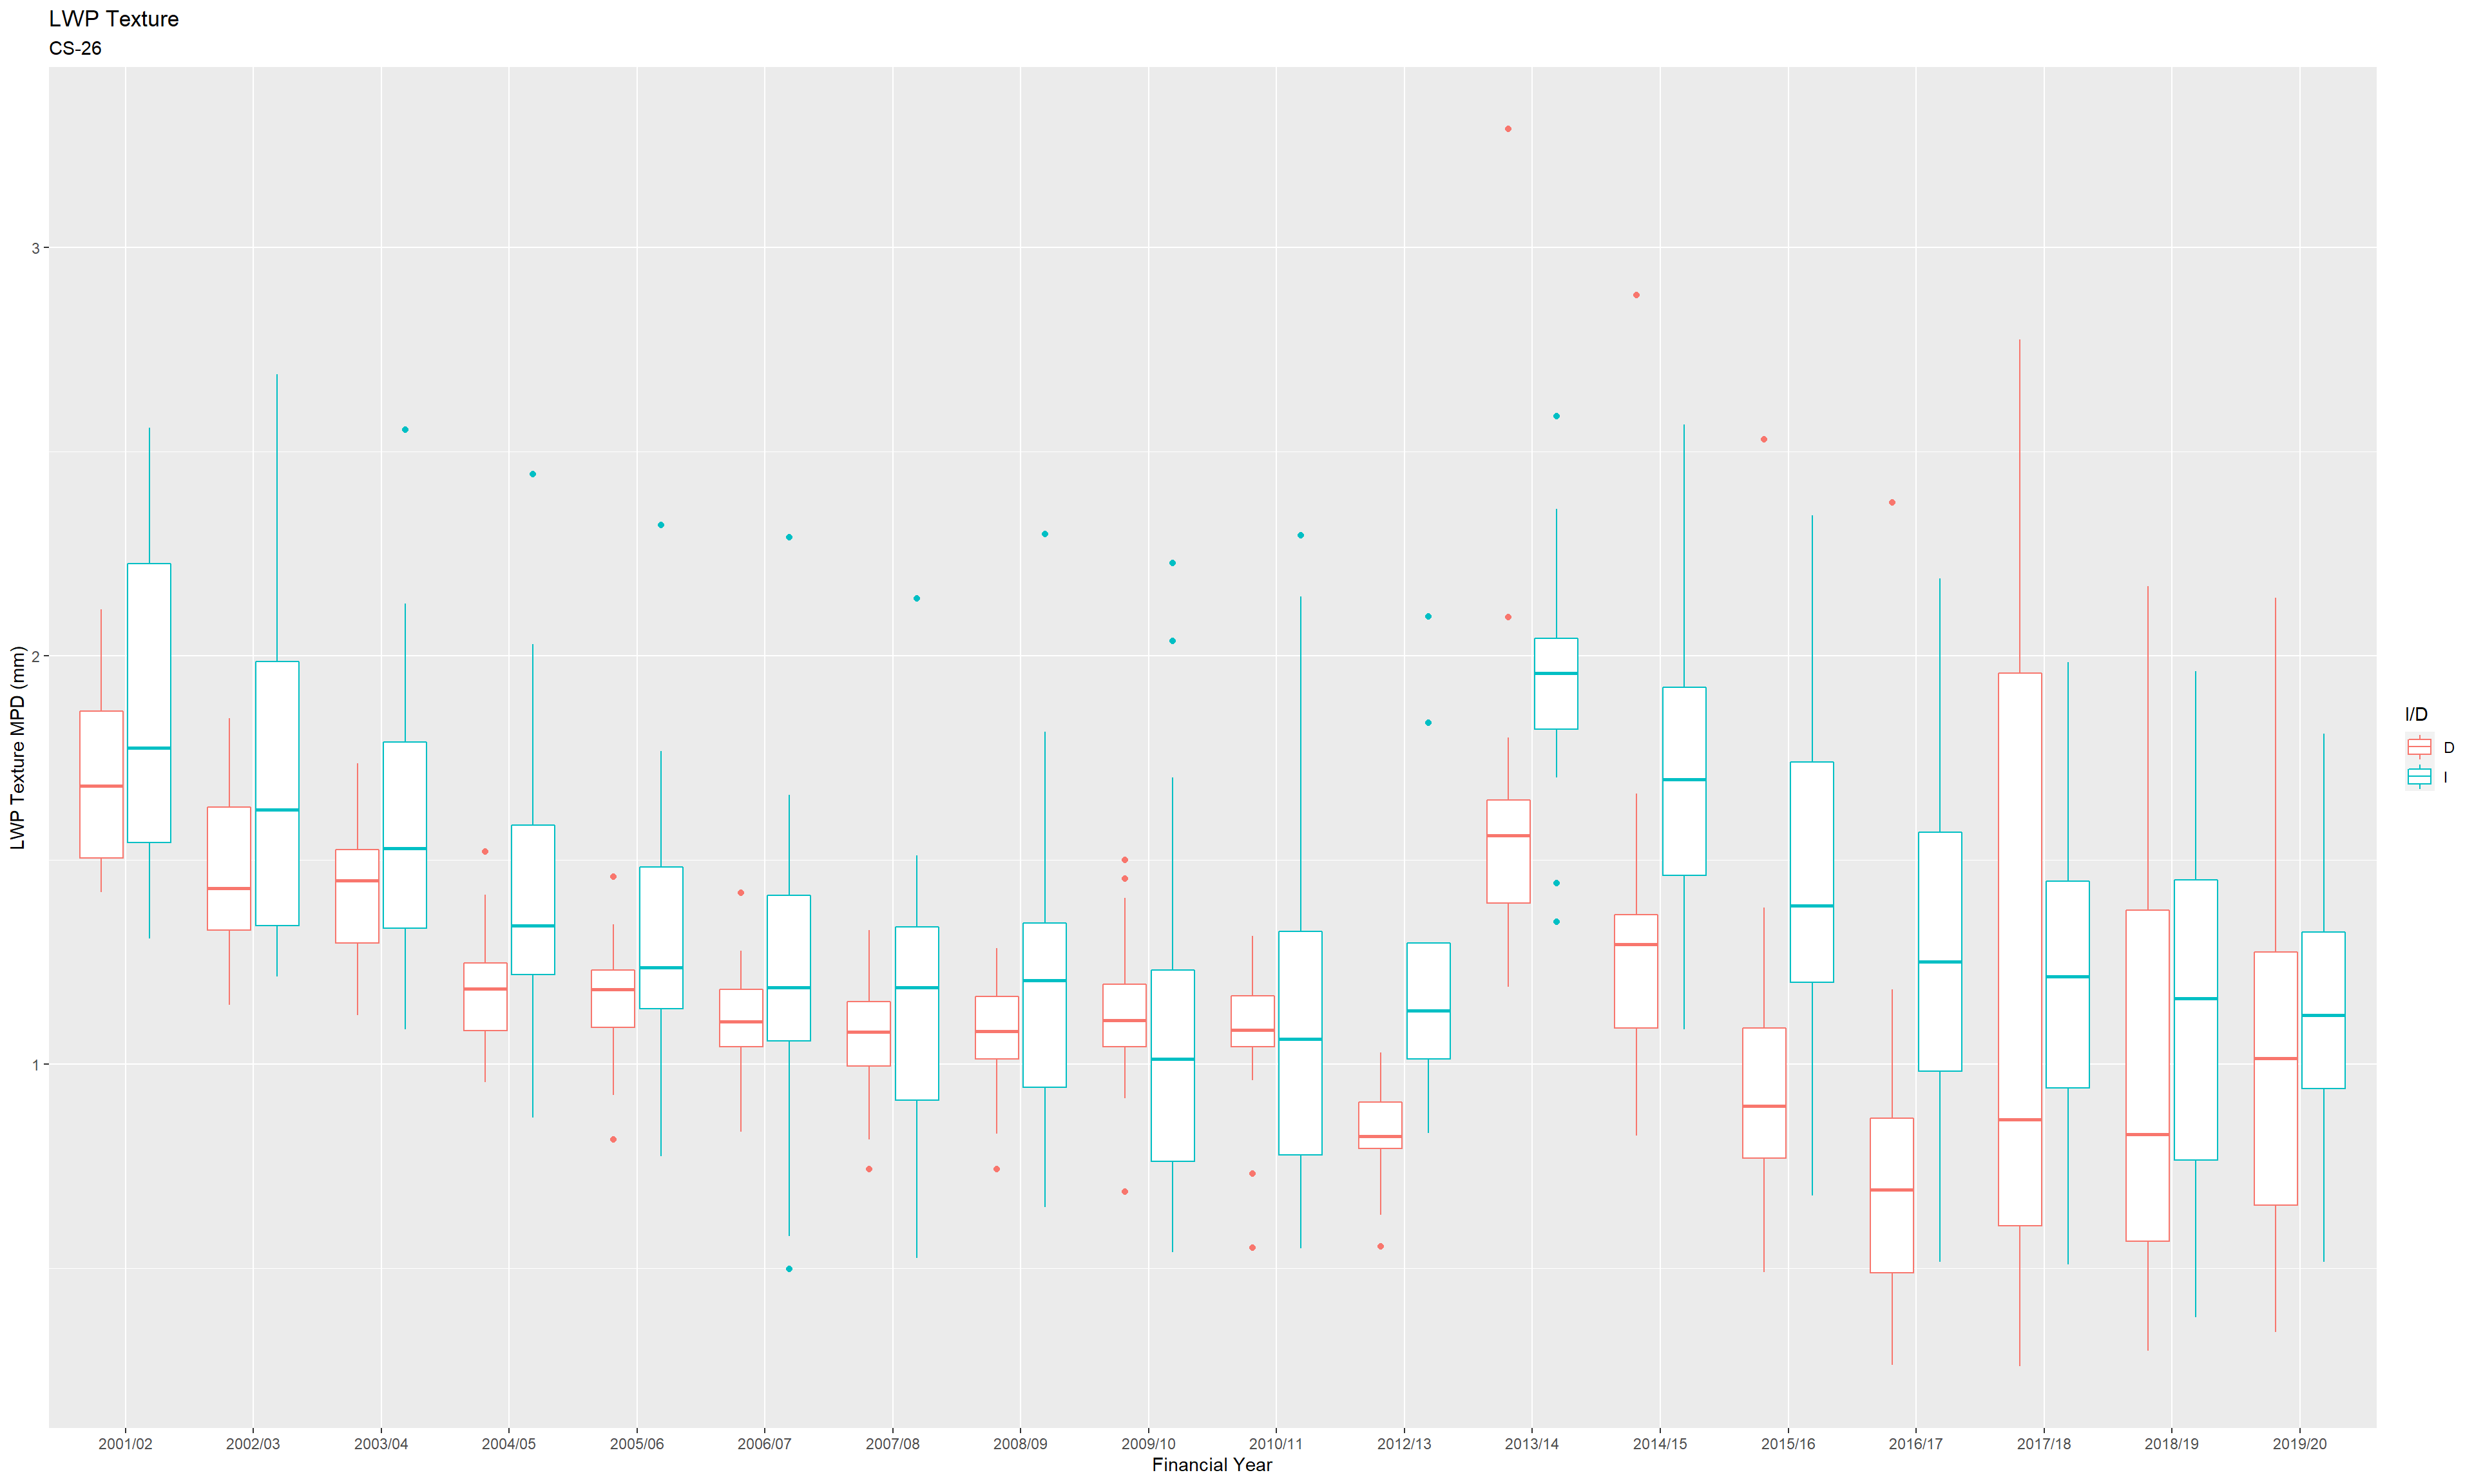 LWP Texture
CS-26
LWP Texture MPD (mm)
3
2
1
2001/02 2002/03 2003/04 2004/05 2005/06 2006/07 2007/08 2008/09 2009/10 2010/11 2012/13 2013/14 2014/15 2015/16 2016/17 2017/18 2018/19 2019/20
Financial Year
I/D
D
I